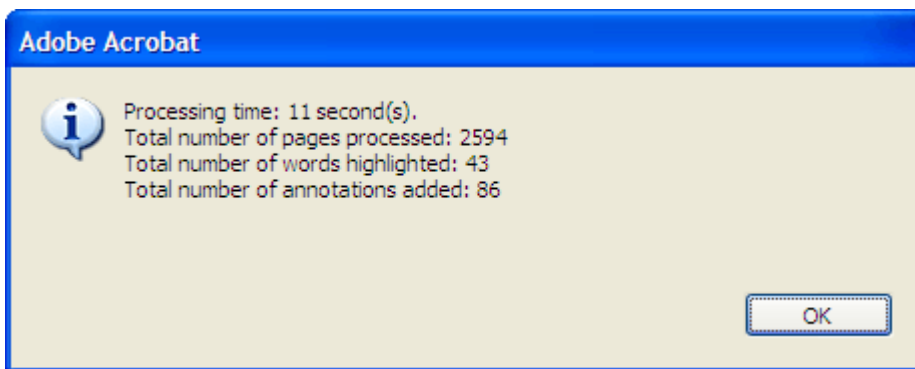 Adobe Acrobat
Processing time: 11 second(s).
Total number of pages processed: 2594
Total number of words highlighted: 43
Total number of annotations added: 86
OK